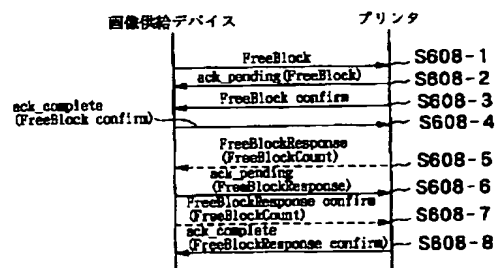 画像供給デバイス プリンタ
FreeBlock S608-1
ack_pending(FreeBlock) S608-2
FreeBlock confirm S608-3
ack_complete
(FreeBlock confirm) S608-4
FreeBlockResponse
(FreeBlockCount) S608-5
ack_pending
(FreeBlockResponse) S608-6
FreeBlockResponse confirm
(FreeBlockCount) S608-7
ack_complete
(FreeBlockResponse confirm) S608-8